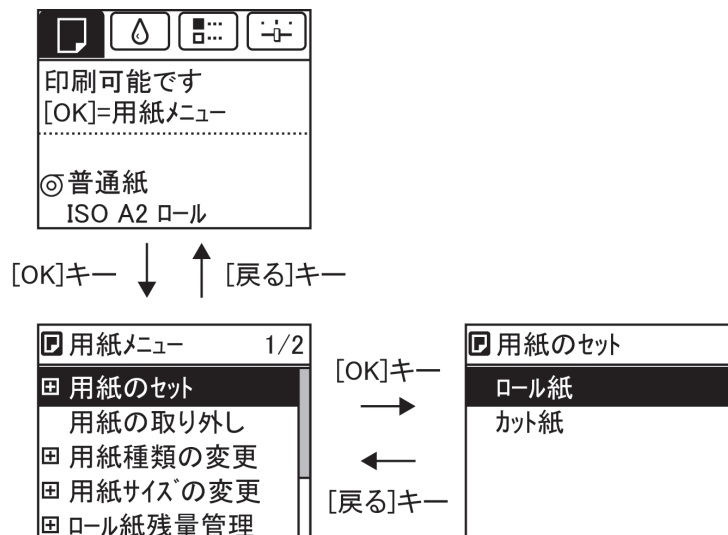 印刷可能です
[OK]=用紙メニュー
普通紙
ISO A2 ロール
[OK]キー
[戻る]キー
用紙メニュー 1/2
用紙のセット
用紙の取り外し
用紙種類の変更
用紙サイズの変更
ロール紙残量管理
[OK]キー
[戻る]キー
用紙のセット
ロール紙
カット紙